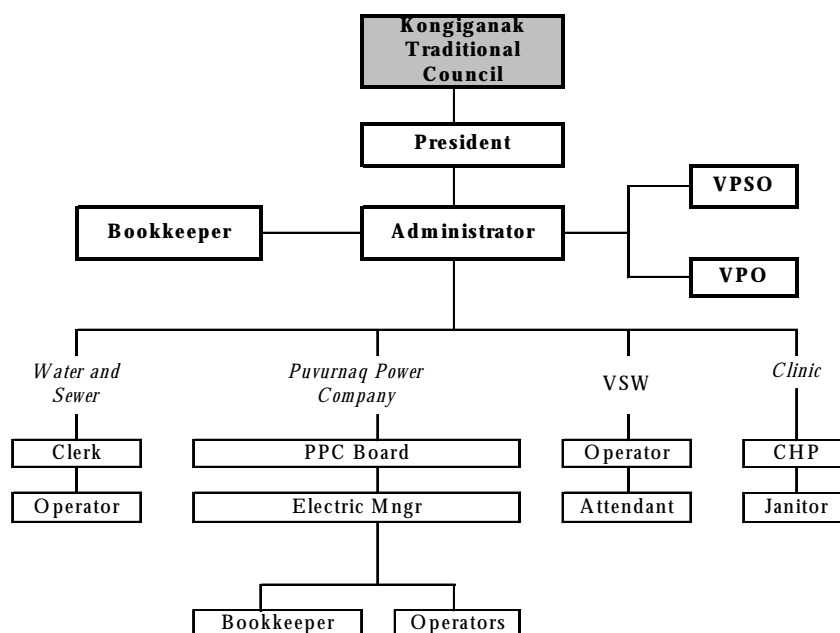 Kongiganak
Traditional
Council
President
VPSO
Bookkeeper
Administrator
VPO
Water and
Sewer
Puvurnaq Power
Company
VSW
Clinic
Clerk
PPC Board
Operator
CHP
Operator
Electric Mngr
Attendant
Janitor
Bookkeeper
Operators